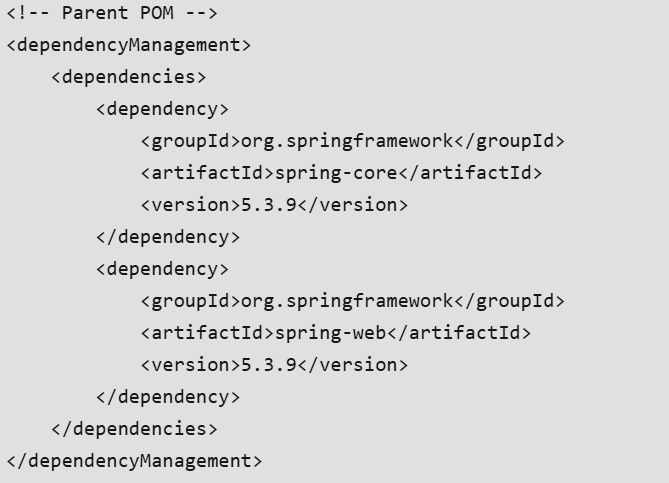 <!-- Parent POM -->
<dependencyManagement>
    <dependencies>
        <dependency>
            <groupId>org.springframework</groupId>
            <artifactId>spring-core</artifactId>
            <version>5.3.9</version>
        </dependency>
        <dependency>
            <groupId>org.springframework</groupId>
            <artifactId>spring-web</artifactId>
            <version>5.3.9</version>
        </dependency>
    </dependencies>
</dependencyManagement>